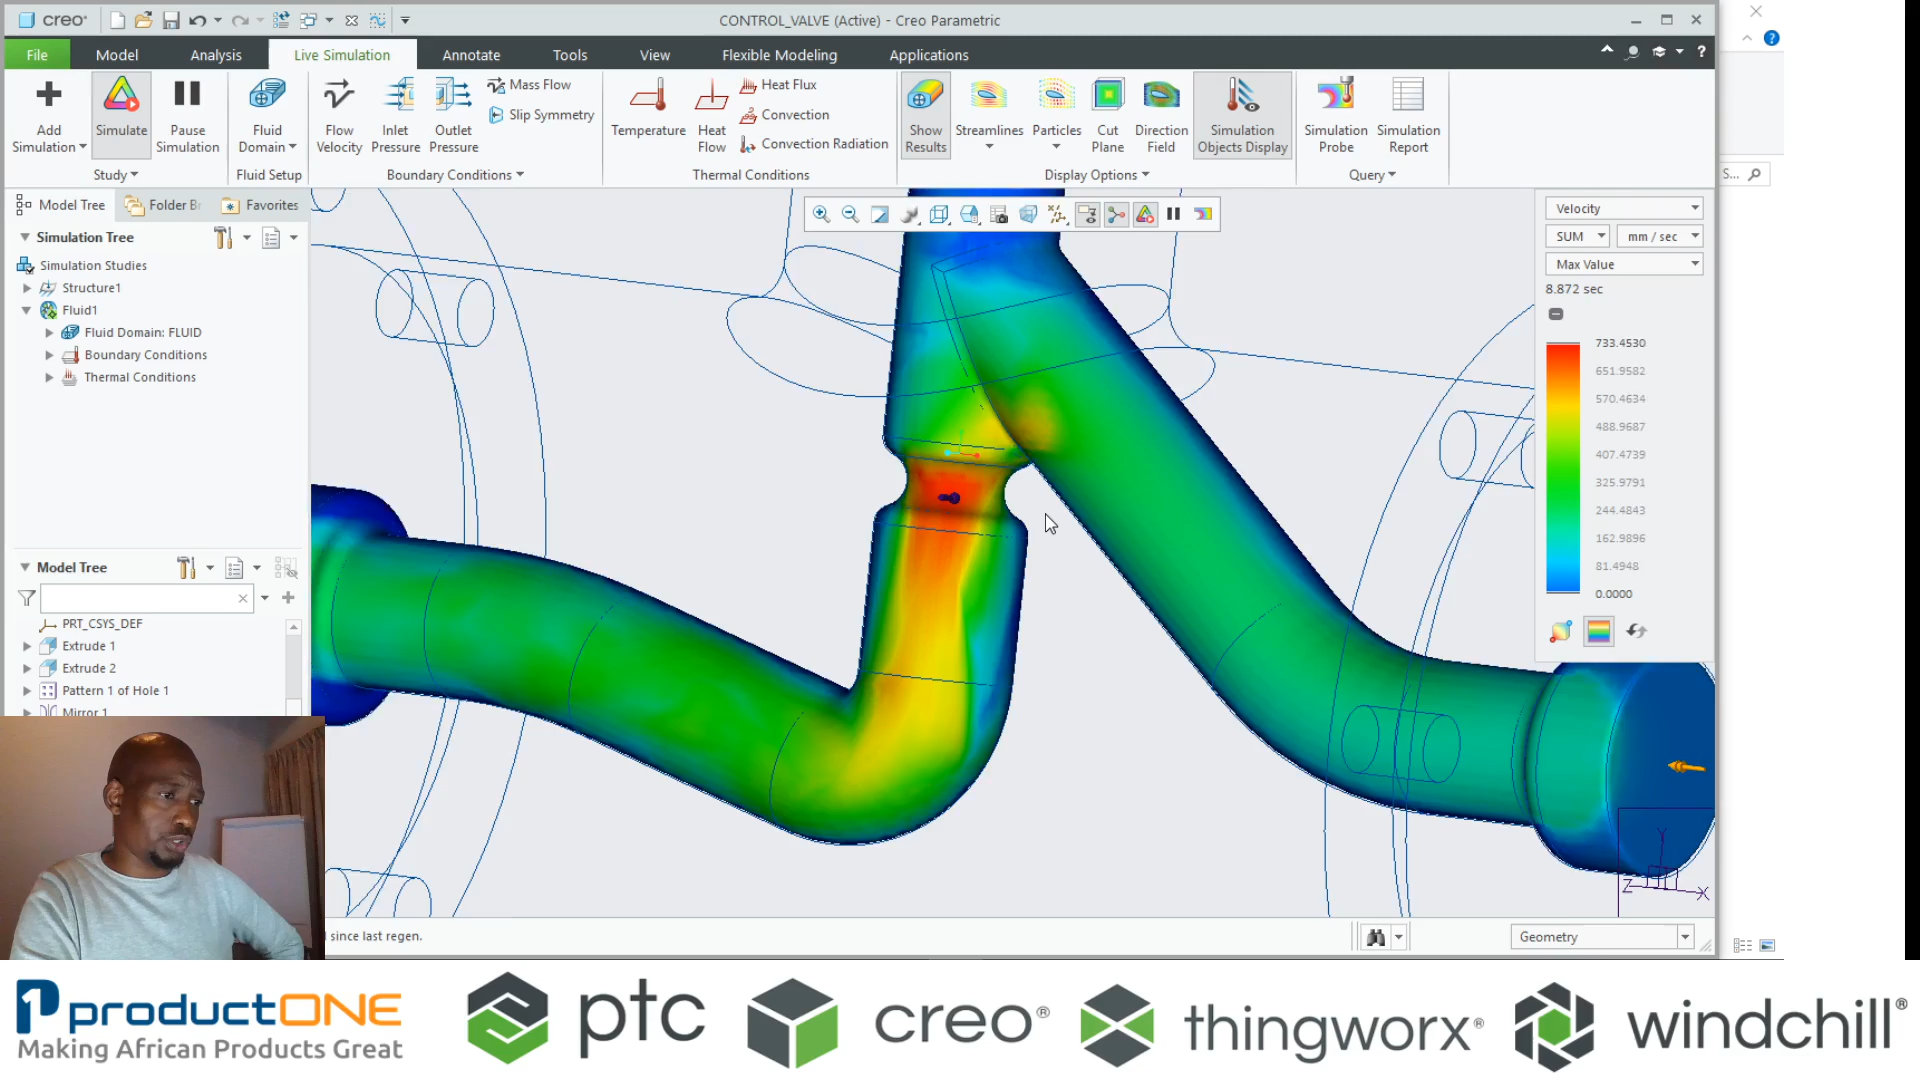 creo
CONTROL_VALVE (Active) - Creo Parametric
File
Model
Analysis
Live Simulation
Annotate
Tools
View
Flexible Modeling
Applications
Add Simulation
Simulate
Pause Simulation
Fluid Domain
Flow Velocity
Inlet Pressure
Outlet Pressure
Mass Flow
Slip Symmetry
Temperature
Heat Flow
Heat Flux
Convection
Convection Radiation
Show Results
Streamlines
Particles
Cut Plane
Direction Field
Simulation Objects Display
Simulation Probe
Simulation Report
Study
Fluid Setup
Boundary Conditions
Thermal Conditions
Display Options
Query
S...
Model Tree
Folder Br
Favorites
Simulation Tree
Simulation Studies
Structure1
Fluid1
Fluid Domain: FLUID
Boundary Conditions
Thermal Conditions
Model Tree
PRT_CSYS_DEF
Extrude 1
Extrude 2
Pattern 1 of Hole 1
Mirror 1
Velocity
SUM
mm / sec
Max Value
8.872 sec
733.4530
651.9582
570.4634
488.9687
407.4739
325.9791
244.4843
162.9896
81.4948
0.0000
Y
Z
X
since last regen.
Geometry
productONE
Making African Products Great
ptc
creo®
thingworx®
windchill®